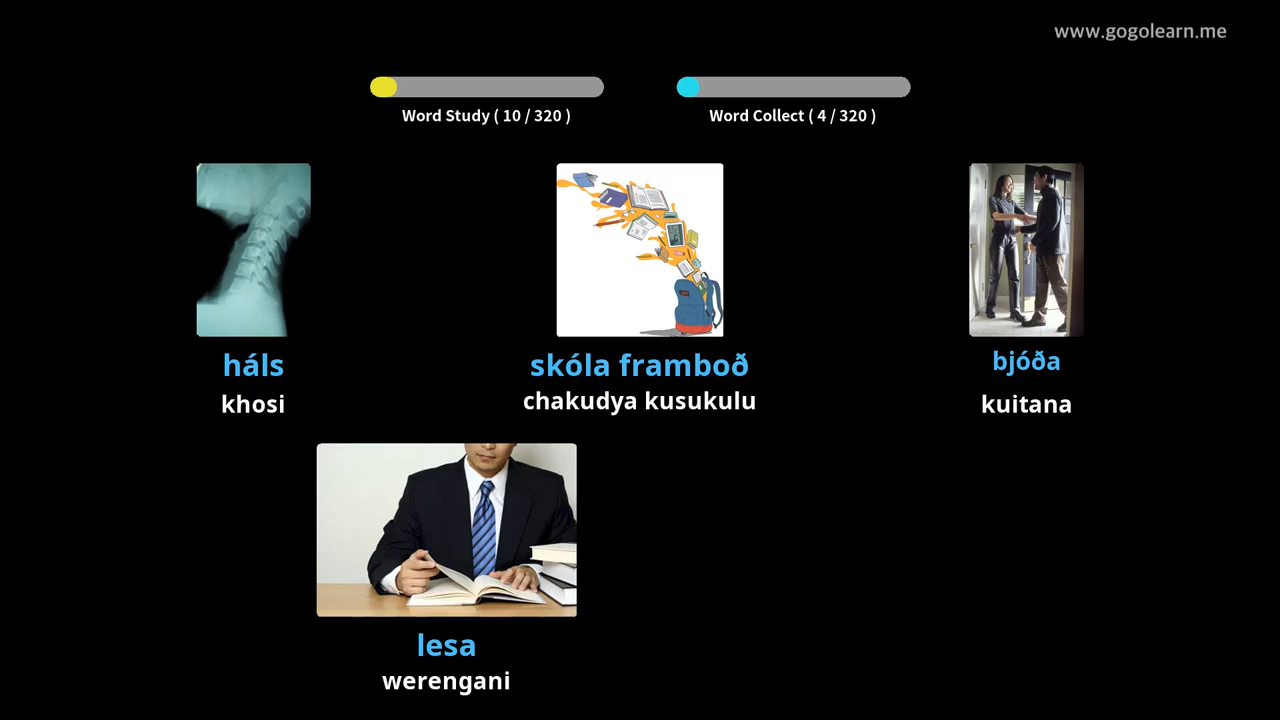 www.gogolearn.me
Word Study ( 10 / 320 )
Word Collect ( 4 / 320 )
háls
khosi
skóla framboð
chakudya kusukulu
bjóða
kuitana
lesa
werengani